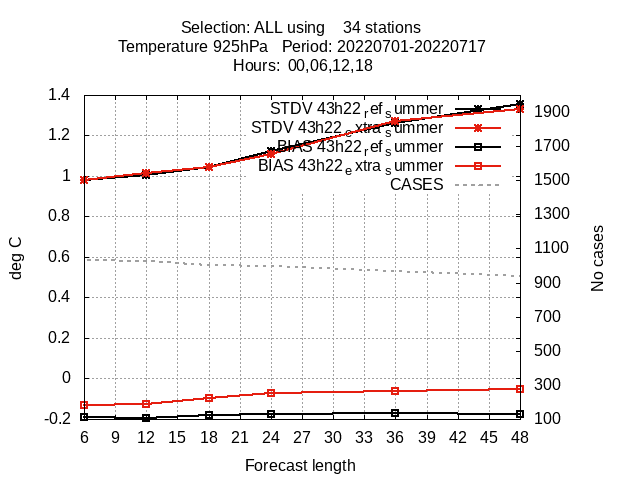 Selection: ALL using    34 stations
Temperature 925hPa   Period: 20220701-20220717
Hours:  00,06,12,18
STDV 43h22_ref_summer
STDV 43h22_extra_summer
BIAS 43h22_ref_summer
BIAS 43h22_extra_summer
CASES
1.4
1.2
1
0.8
0.6
0.4
0.2
0
-0.2
1900
1700
1500
1300
1100
900
700
500
300
100
deg C
No cases
6 9 12 15 18 21 24 27 30 33 36 39 42 45 48
Forecast length